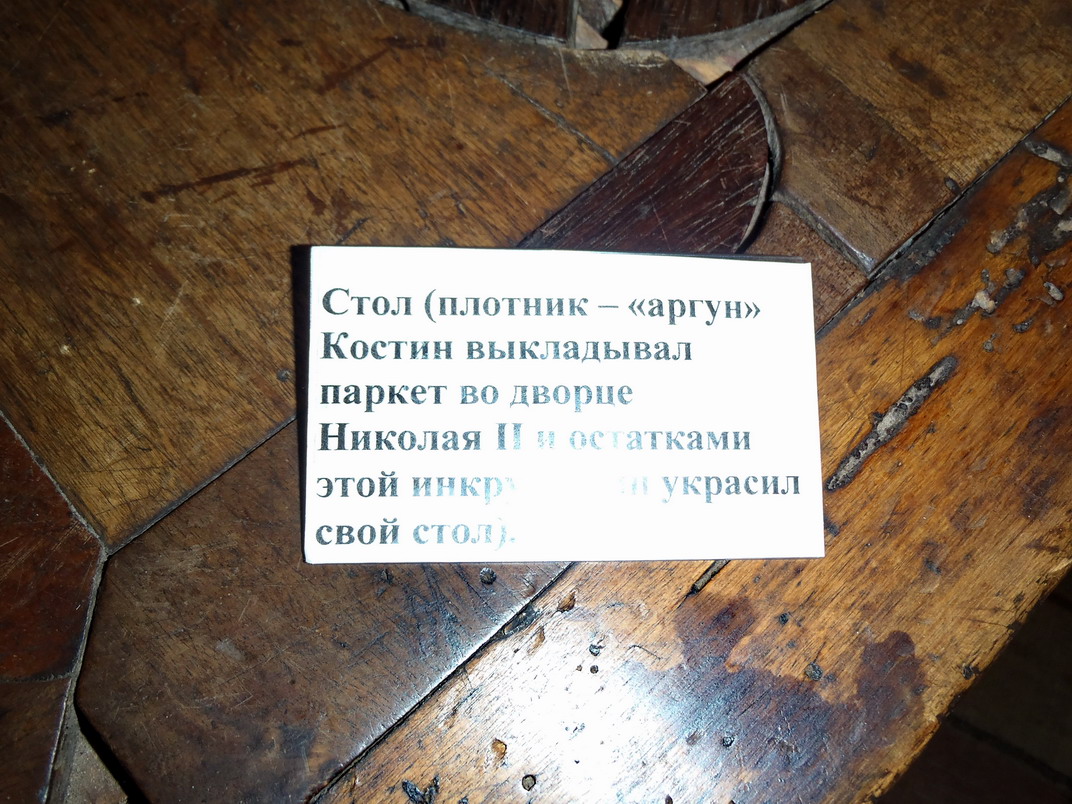 Стол (плотник – «аргун»
Костин выкладывал
паркет во дворце
Николая II и остатками
этой украсил
свой стол).